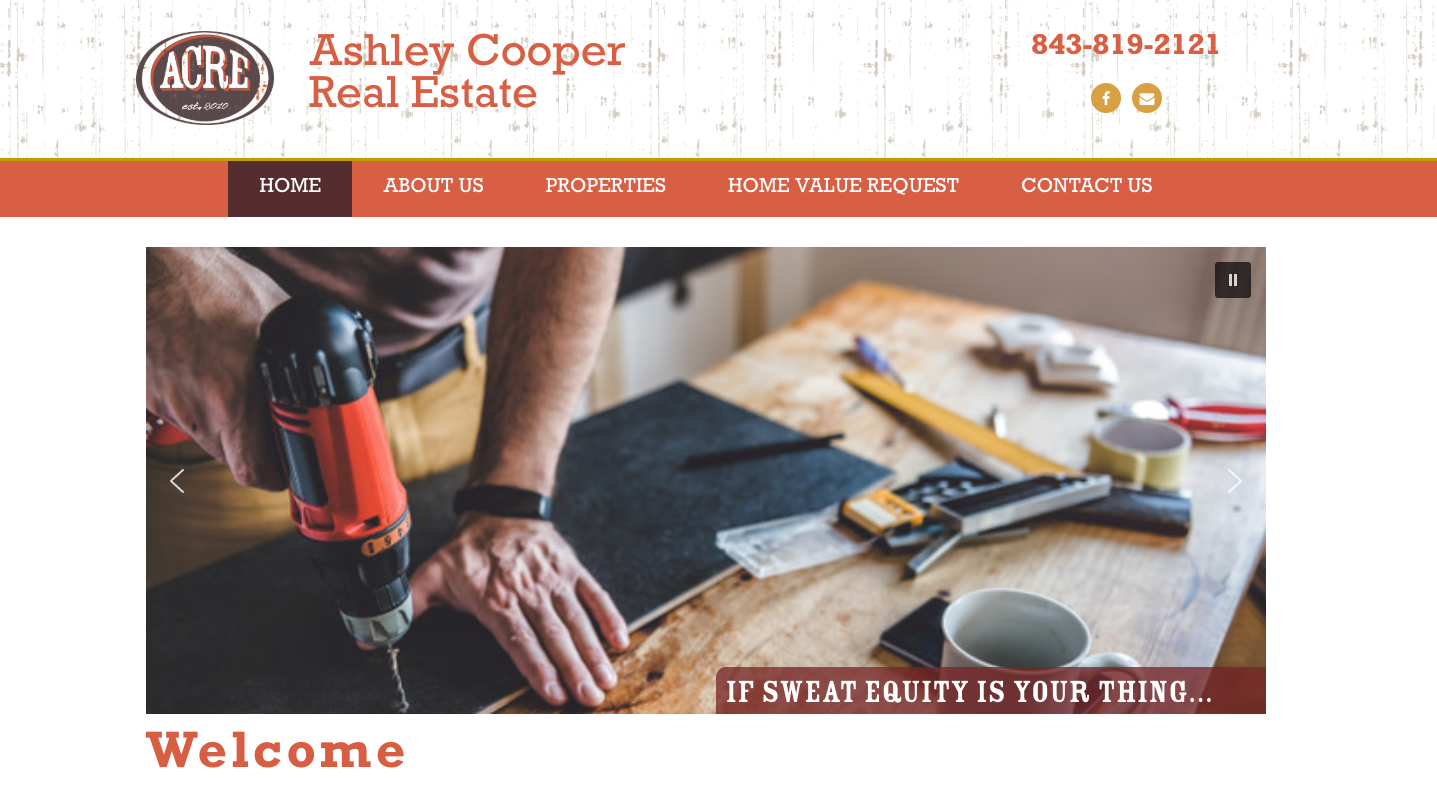 ACRE
est. 2010
Ashley Cooper
Real Estate
843-819-2121
HOME
ABOUT US
PROPERTIES
HOME VALUE REQUEST
CONTACT US
IF SWEAT EQUITY IS YOUR THING...
Welcome